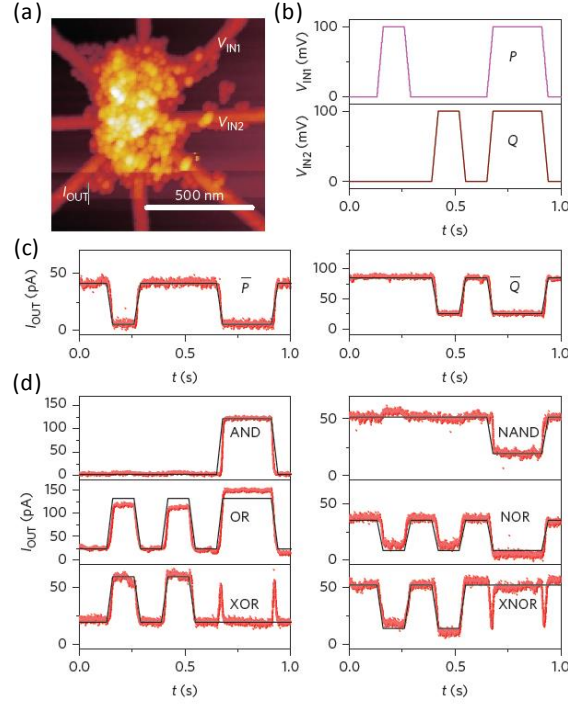 (a)
V_IN1
V_IN2
I_OUT
500 nm
(b)
V_IN1 (mV)
100
0
P
V_IN2 (mV)
100
0
Q
0.0 0.5 1.0
t (s)
(c)
I_OUT (pA)
50
0
P̅
0.0 0.5 1.0
t (s)
100
50
0
Q̅
0.0 0.5 1.0
t (s)
(d)
I_OUT (pA)
150
100
50
0
AND
150
100
50
0
OR
50
0
XOR
0.0 0.5 1.0
t (s)
50
0
NAND
50
0
NOR
50
0
XNOR
0.0 0.5 1.0
t (s)